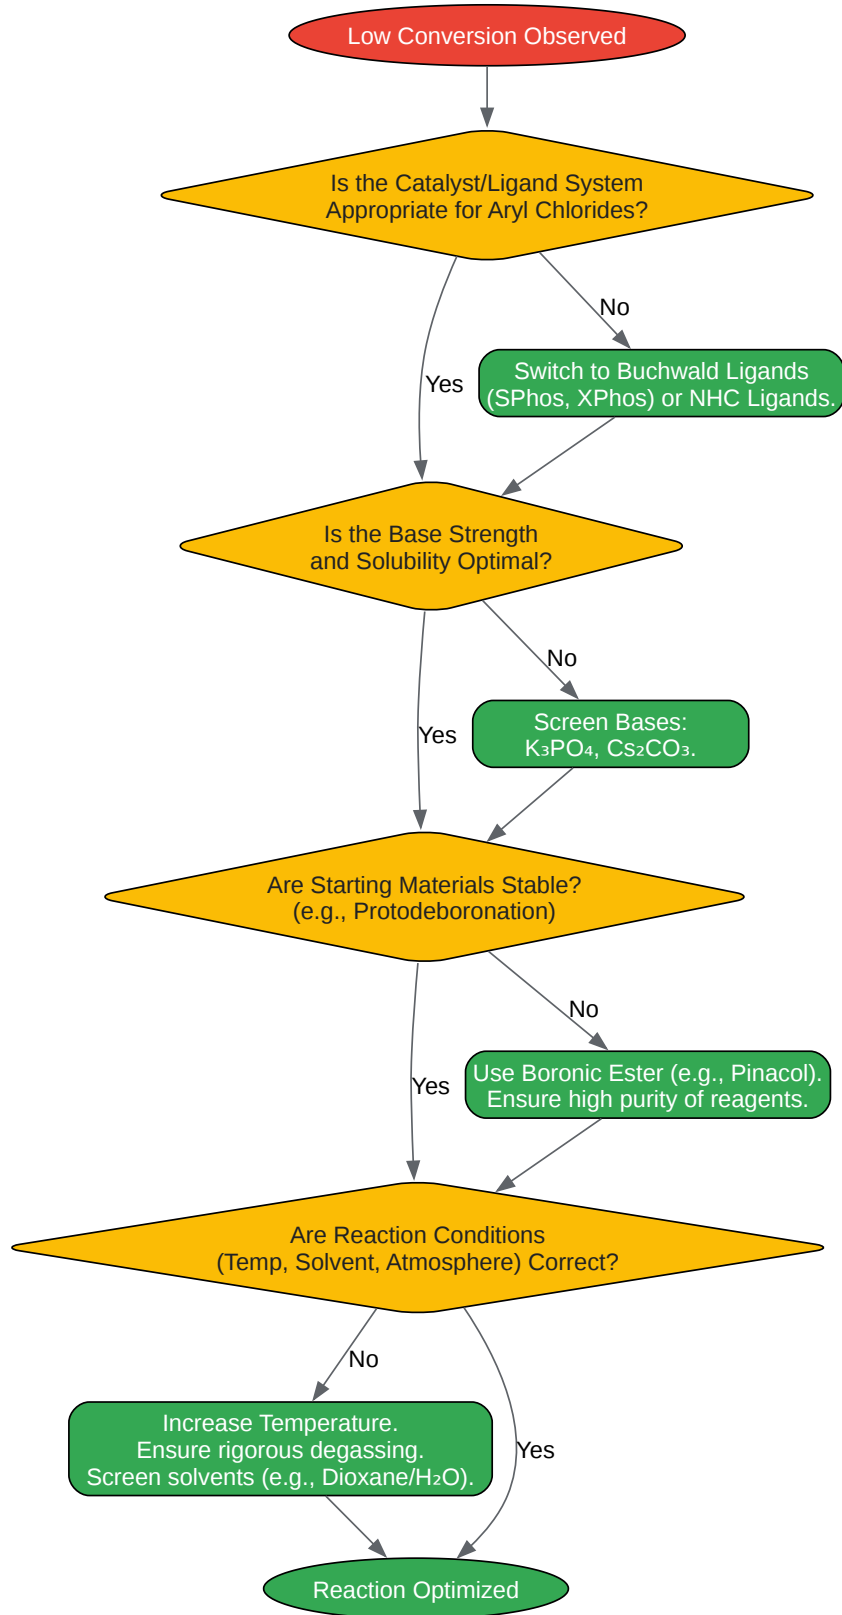 Low Conversion Observed
Is the Catalyst/Ligand System
Appropriate for Aryl Chlorides?
No
Yes
Switch to Buchwald Ligands
(SPhos, XPhos) or NHC Ligands.
Is the Base Strength
and Solubility Optimal?
No
Yes
Screen Bases:
K₃PO₄, Cs₂CO₃.
Are Starting Materials Stable?
(e.g., Protodeboronation)
No
Yes
Use Boronic Ester (e.g., Pinacol).
Ensure high purity of reagents.
Are Reaction Conditions
(Temp, Solvent, Atmosphere) Correct?
No
Yes
Increase Temperature.
Ensure rigorous degassing.
Screen solvents (e.g., Dioxane/H₂O).
Reaction Optimized